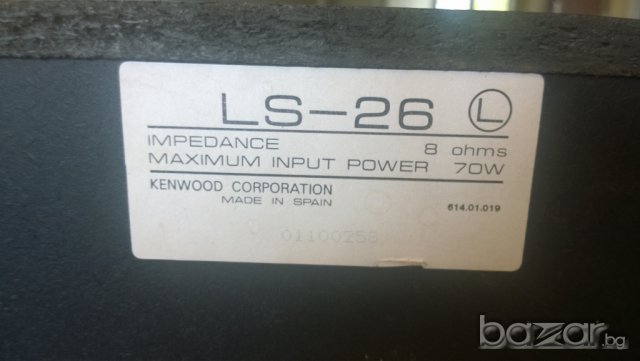 LS-26 L
IMPEDANCE 8 ohms
MAXIMUM INPUT POWER 70W
KENWOOD CORPORATION
MADE IN SPAIN
614.01.019
01100258
bazar.bg